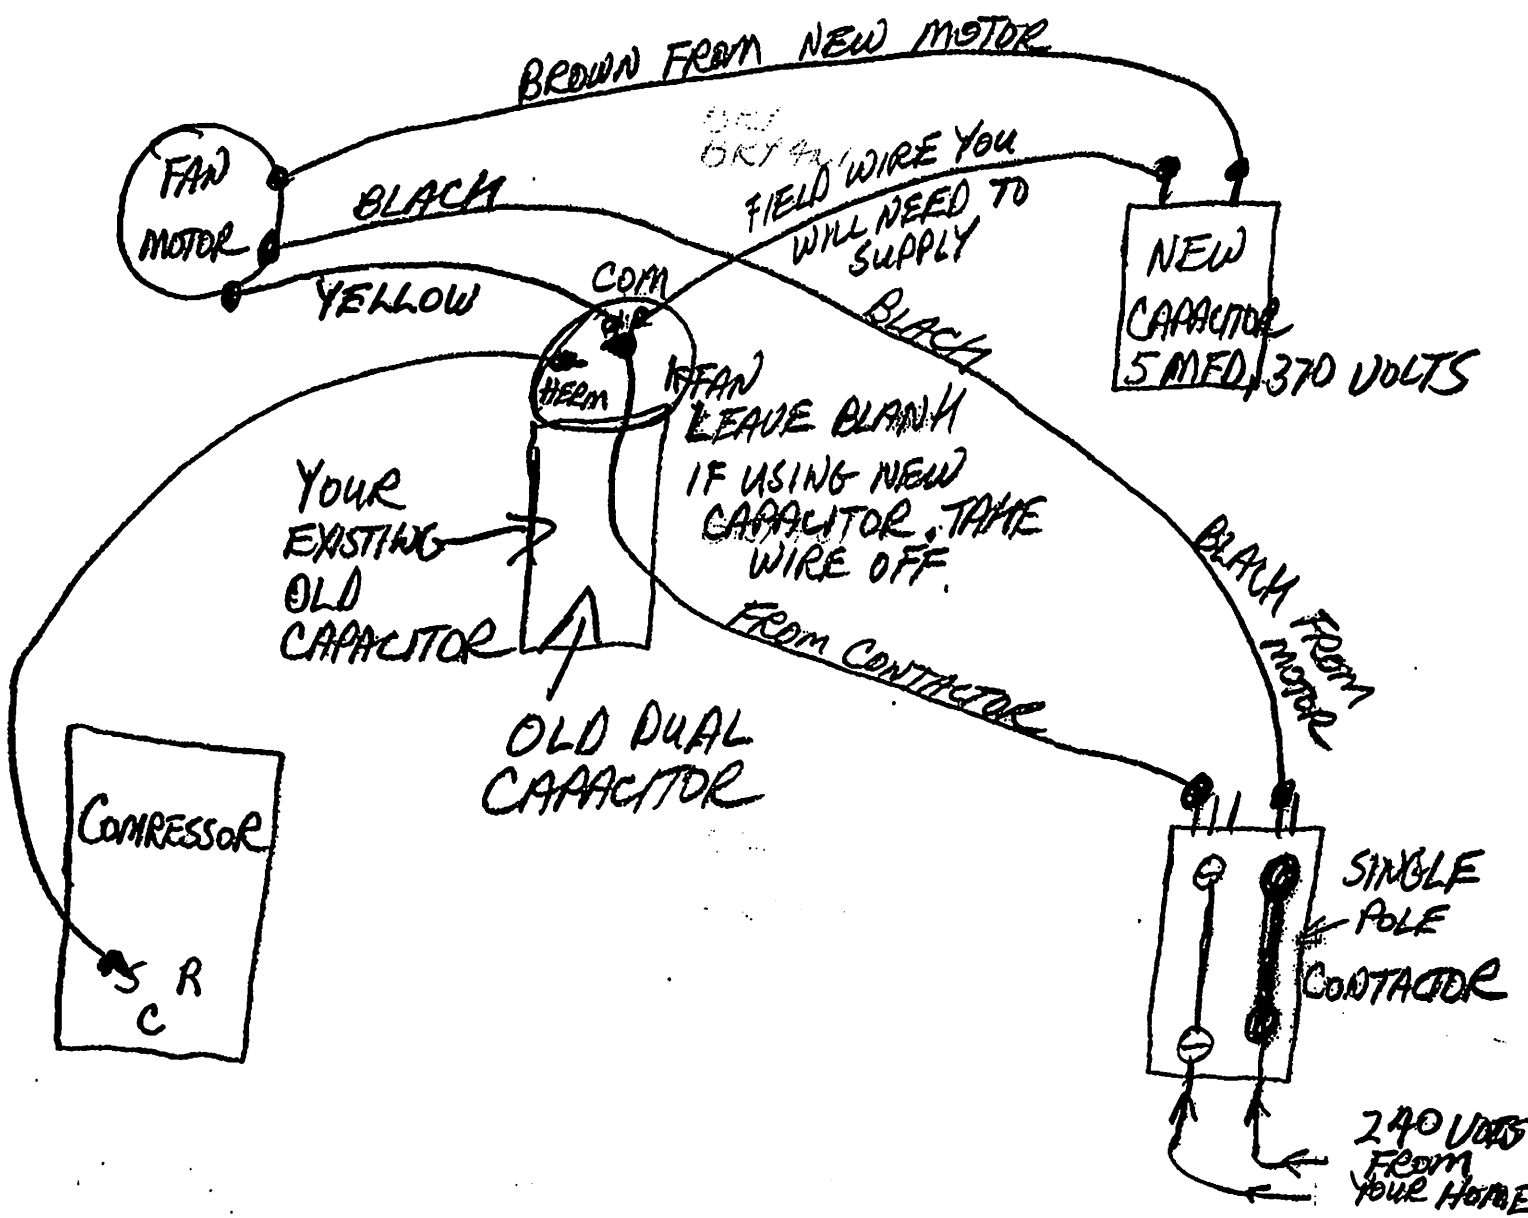 BROWN FROM NEW MOTOR
FAN
MOTOR
BLACK
YELLOW
FIELD WIRE YOU
WILL NEED TO
SUPPLY
COM
HERM
FAN
LEAVE BLANK
IF USING NEW
CAPACITOR. TAKE
WIRE OFF.
BLACK
NEW
CAPACITOR
5 MFD, 370 VOLTS
YOUR
EXISTING
OLD
CAPACITOR
OLD DUAL
CAPACITOR
FROM CONTACTOR
BLACK FROM
MOTOR
COMRESSOR
S R
C
SINGLE
POLE
CONTACTOR
240 VOLTS
FROM
YOUR HOME